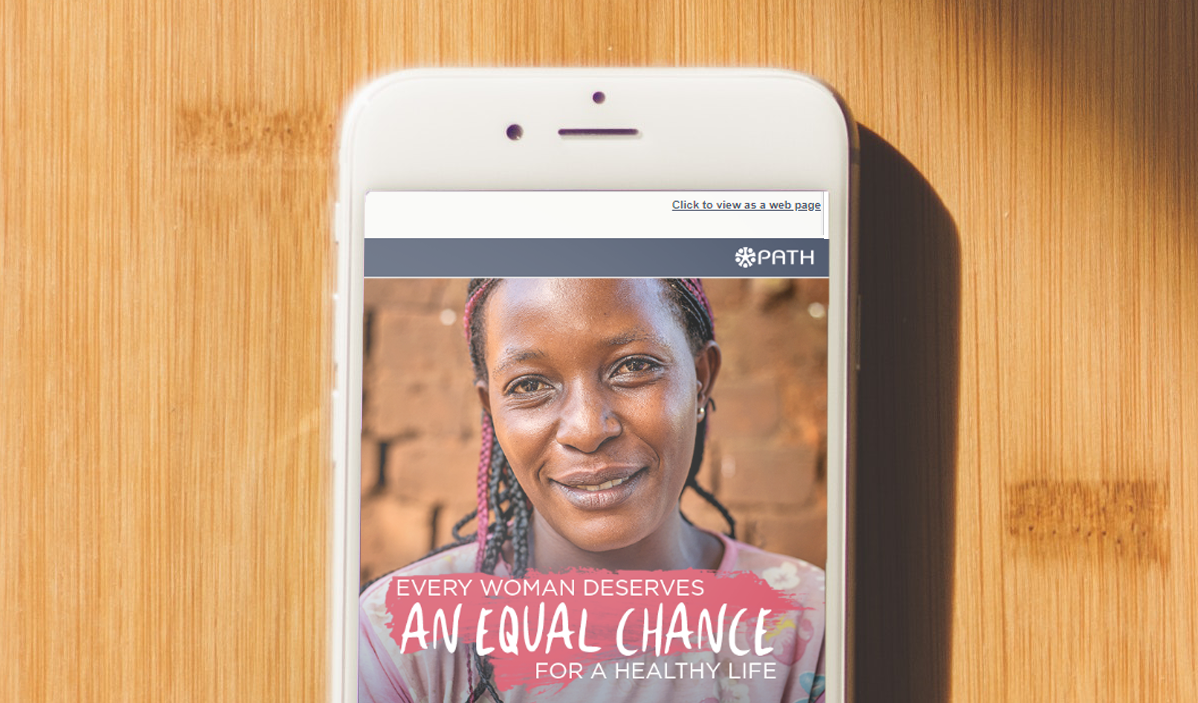 Click to view as a web page
PATH
EVERY WOMAN DESERVES
AN EQUAL CHANCE
FOR A HEALTHY LIFE